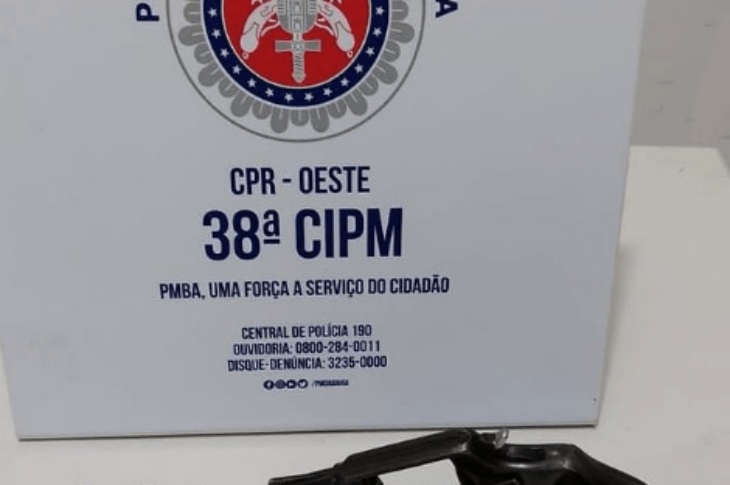 P
A
CPR - OESTE
38ª CIPM
PMBA, UMA FORÇA A SERVIÇO DO CIDADÃO
CENTRAL DE POLÍCIA 190
OUVIDORIA: 0800-284-0011
DISQUE-DENÚNCIA: 3235-0000